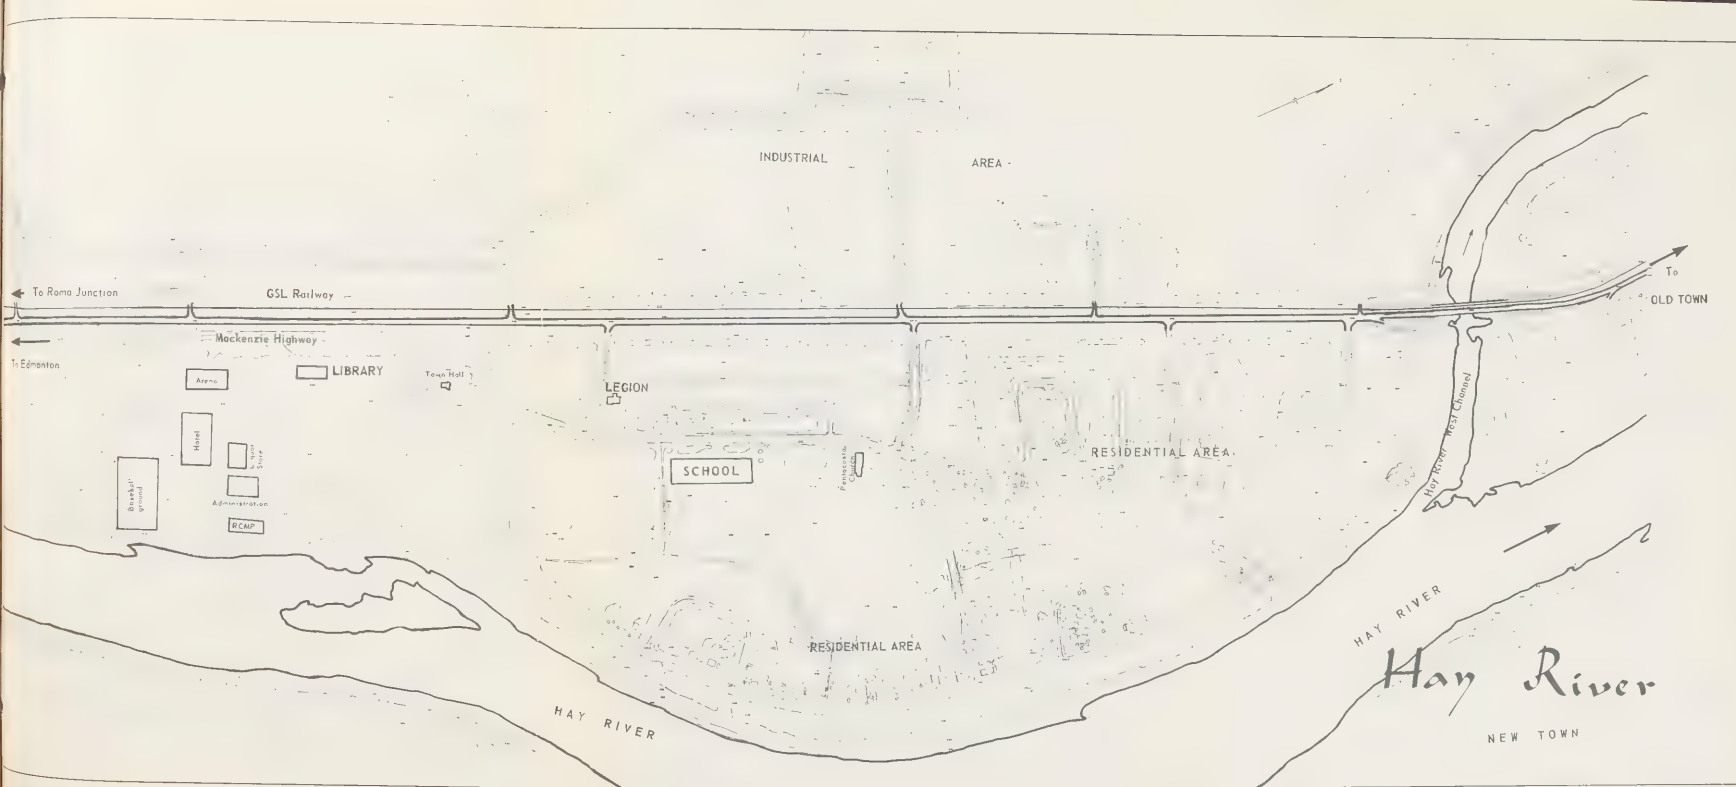 INDUSTRIAL AREA
To Roma Junction
GSL Railway
To
OLD TOWN
Mackenzie Highway
To Edmonton
Arena
LIBRARY
Town Hall
LEGION
Hotel
Liquor Store
SCHOOL
Pentecostal
Church
RESIDENTIAL AREA
Hay River West Channel
Baseball
ground
Administration
RCMP
RESIDENTIAL AREA
HAY RIVER
HAY RIVER
Hay River
NEW TOWN